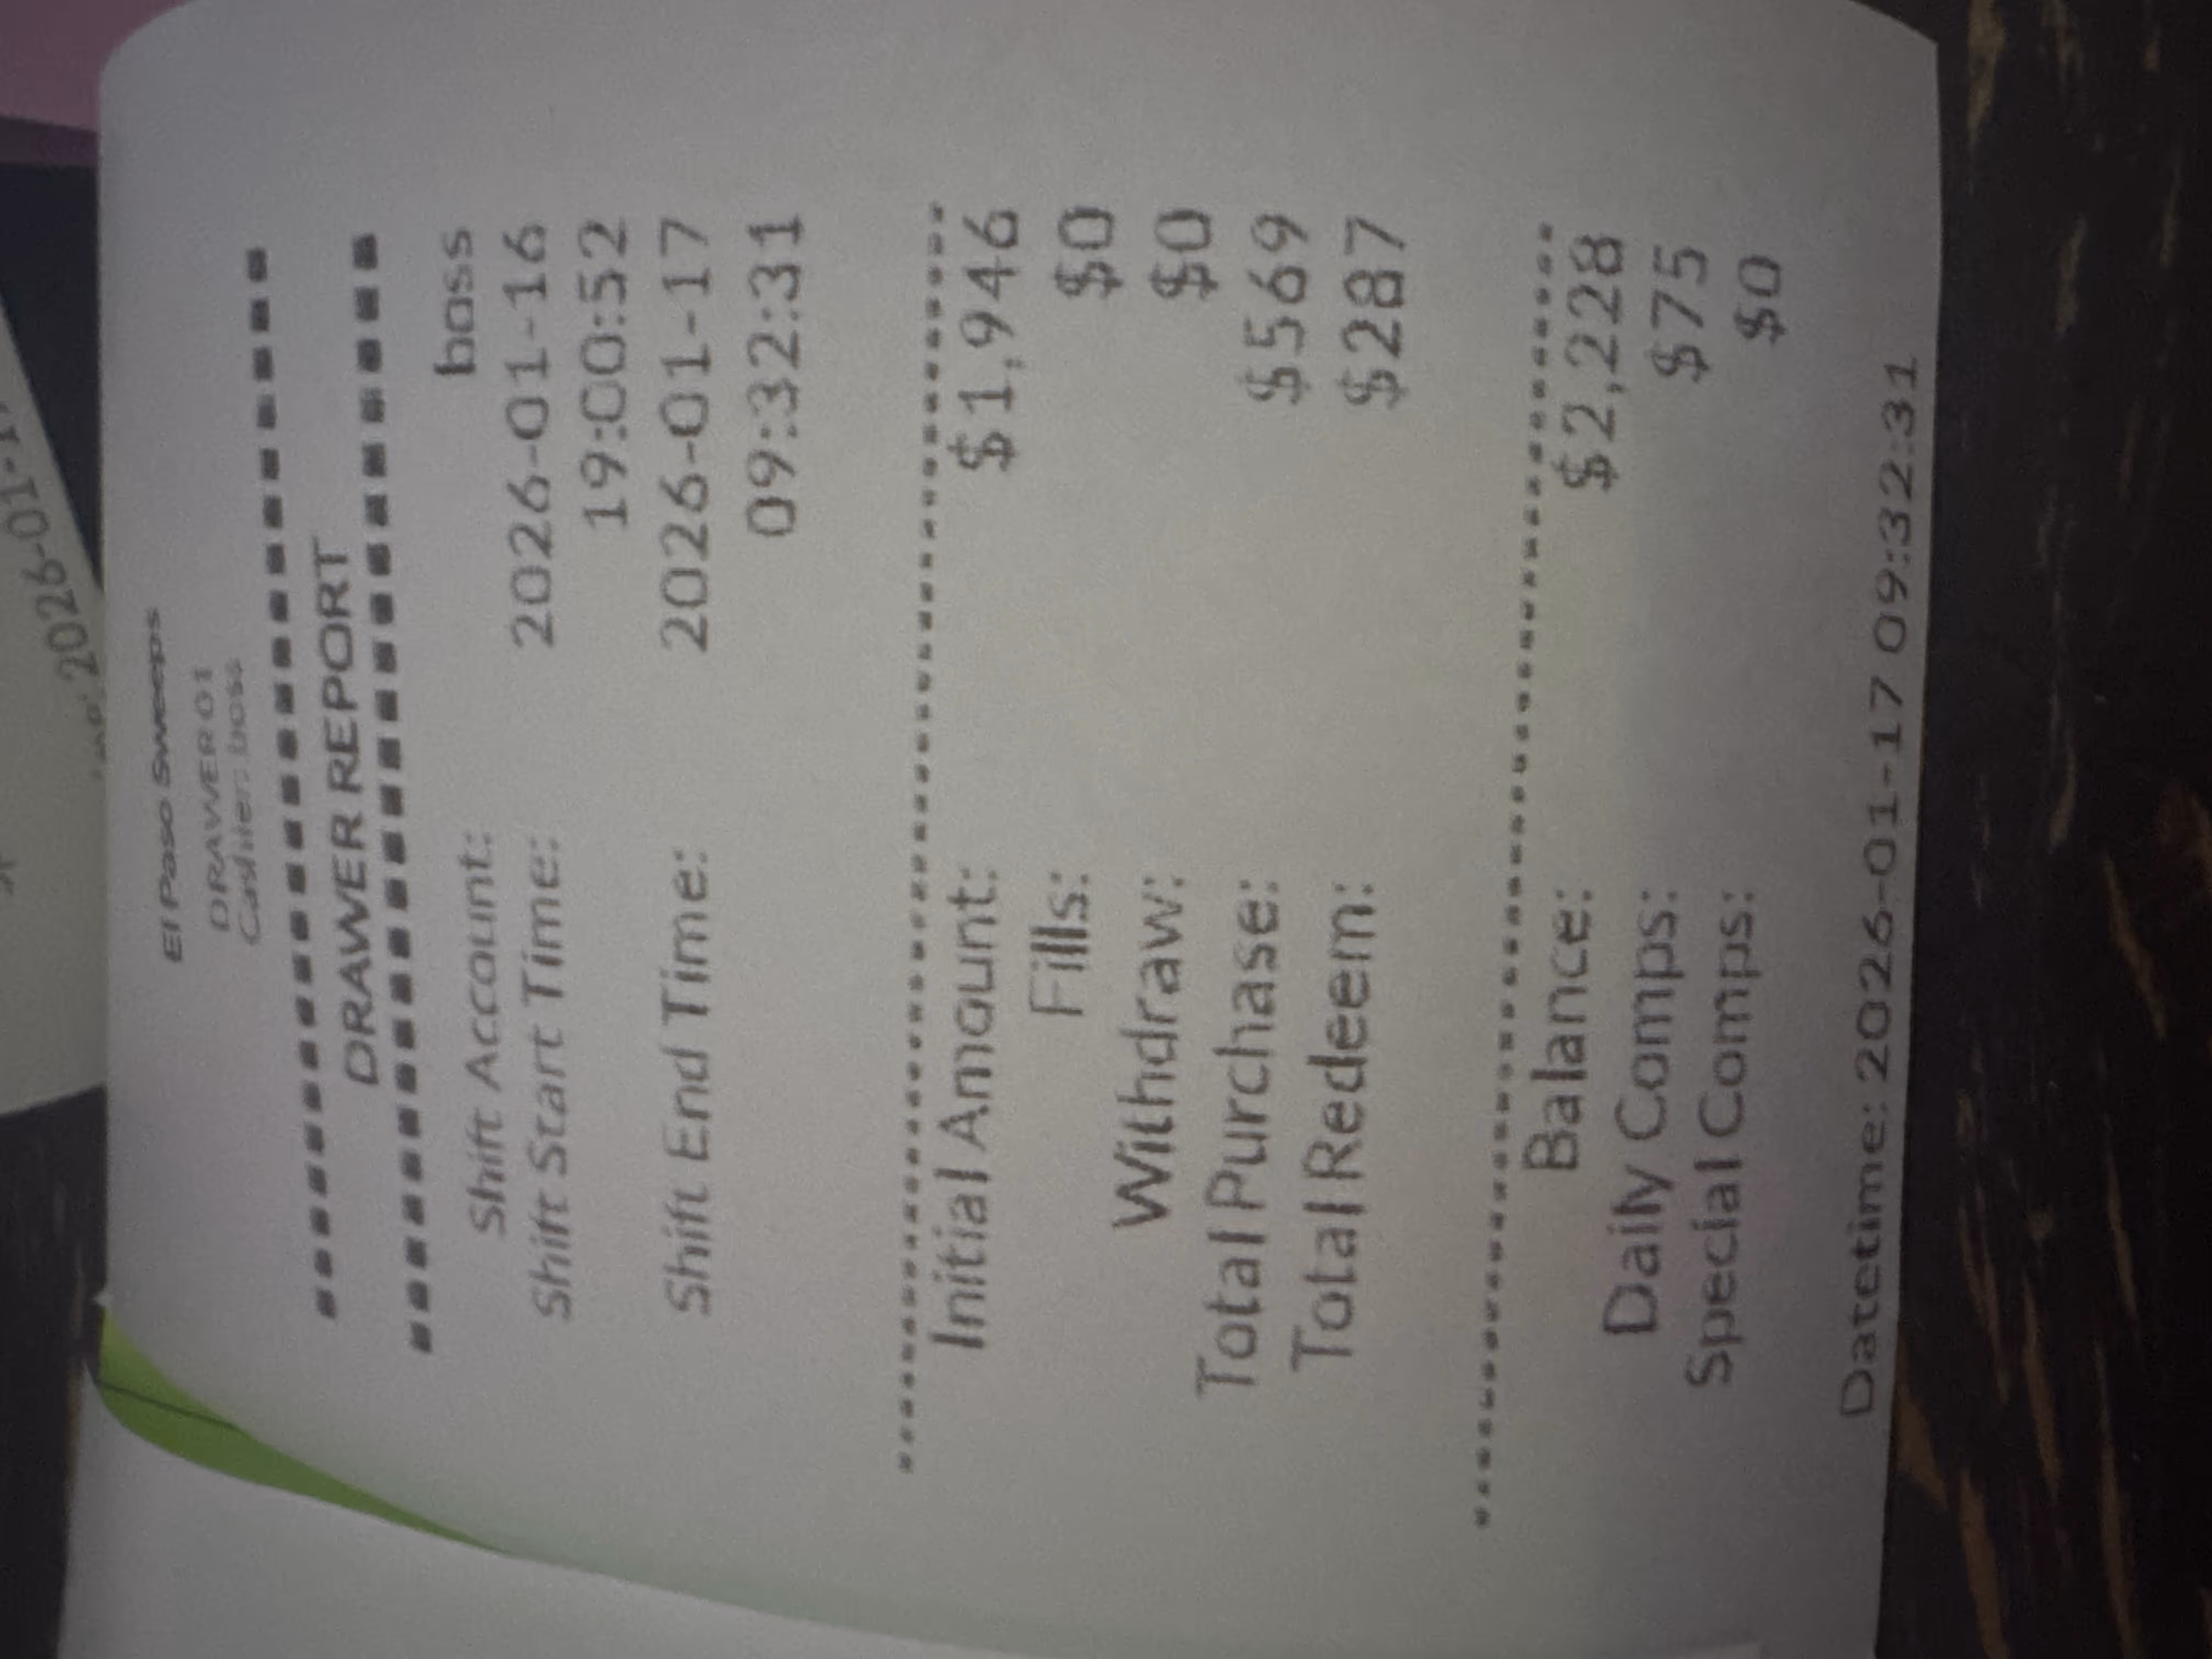 El Paso Sweeps
DRAWER 01
Cashier: boss
DRAWER REPORT
Shift Account: boss
Shift Start Time: 2026-01-16
19:00:52
Shift End Time: 2026-01-17
09:32:31
Initial Amount: $1,946
Fills: $0
Withdraw: $0
Total Purchase: $569
Total Redeem: $287
Balance: $2,228
Daily Comps: $75
Special Comps: $0
Datetime: 2026-01-17 09:32:31
2026-01-1